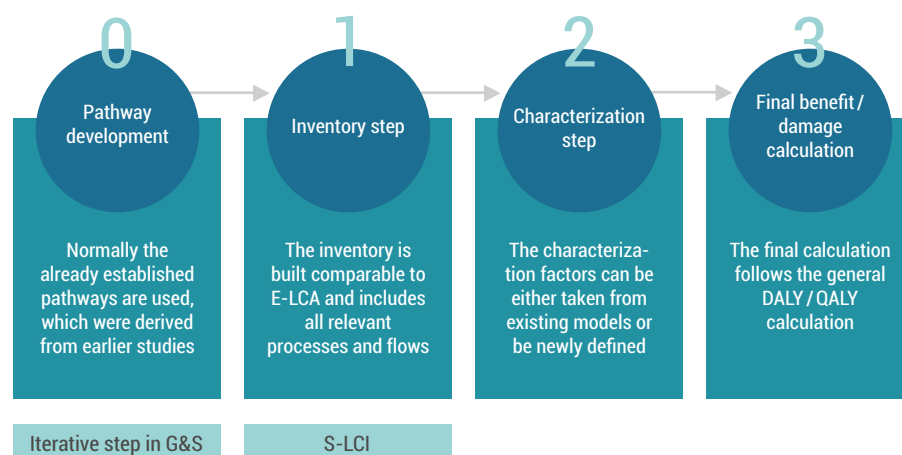 0
Pathway
development
Normally the
already established
pathways are used,
which were derived
from earlier studies
Iterative step in G&S
1
Inventory step
The inventory is
built comparable to
E-LCA and includes
all relevant
processes and flows
S-LCI
2
Characterization
step
The characteriza-
tion factors can be
either taken from
existing models or
be newly defined
3
Final benefit /
damage
calculation
The final calculation
follows the general
DALY / QALY
calculation